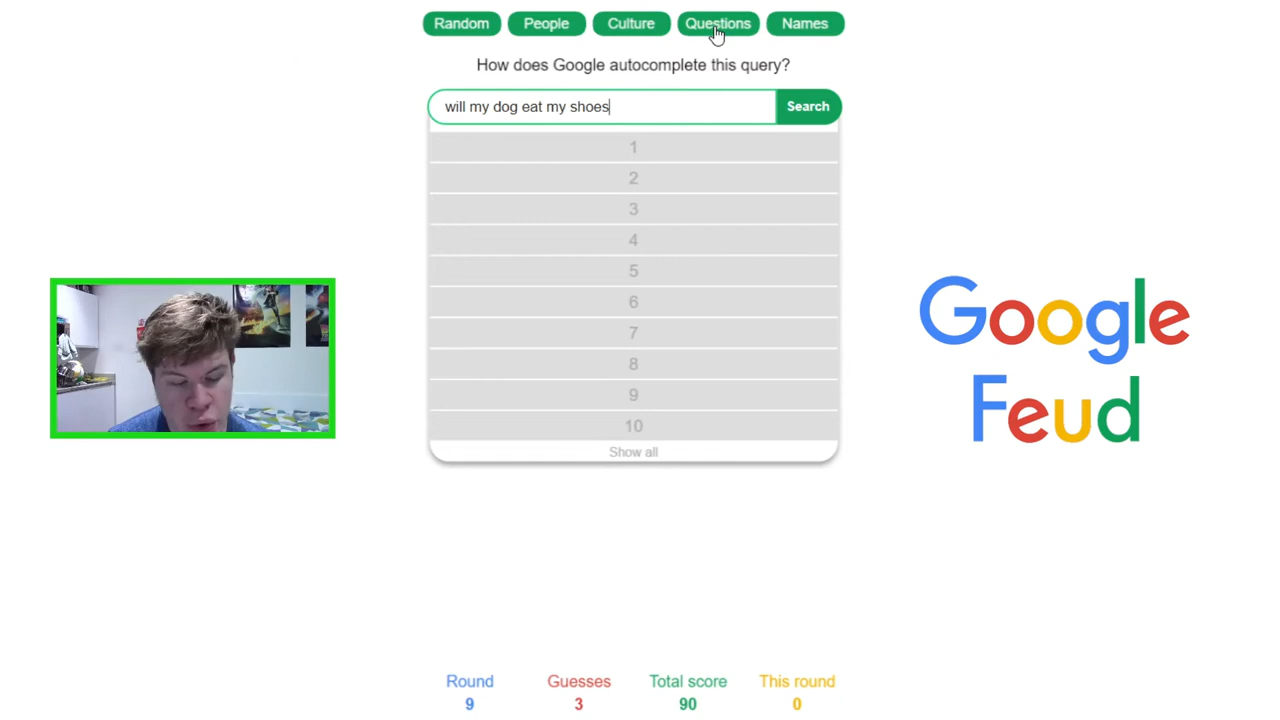 Random People Culture Questions Names
How does Google autocomplete this query?
will my dog eat my shoes Search
1
2
3
4
5
6
7
8
9
10
Show all
Google
Feud
Round Guesses Total score This round
9 3 90 0